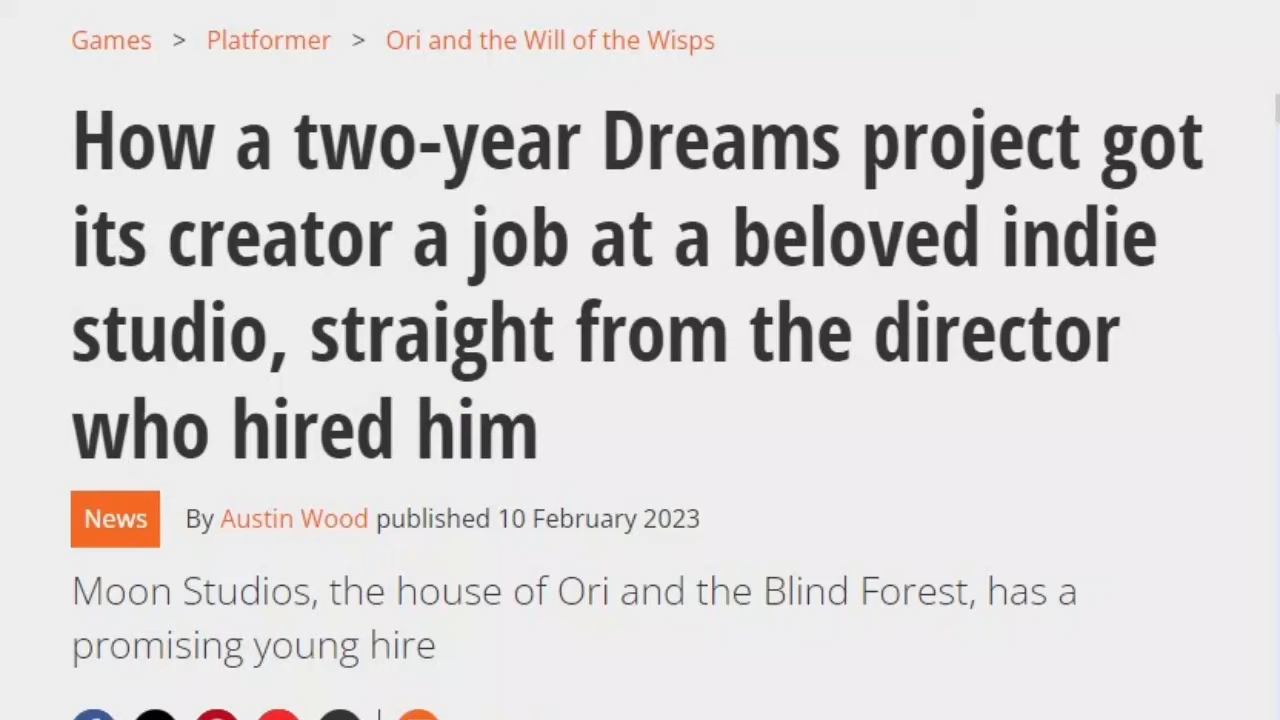 Games > Platformer > Ori and the Will of the Wisps
How a two-year Dreams project got
its creator a job at a beloved indie
studio, straight from the director
who hired him
News By Austin Wood published 10 February 2023
Moon Studios, the house of Ori and the Blind Forest, has a
promising young hire